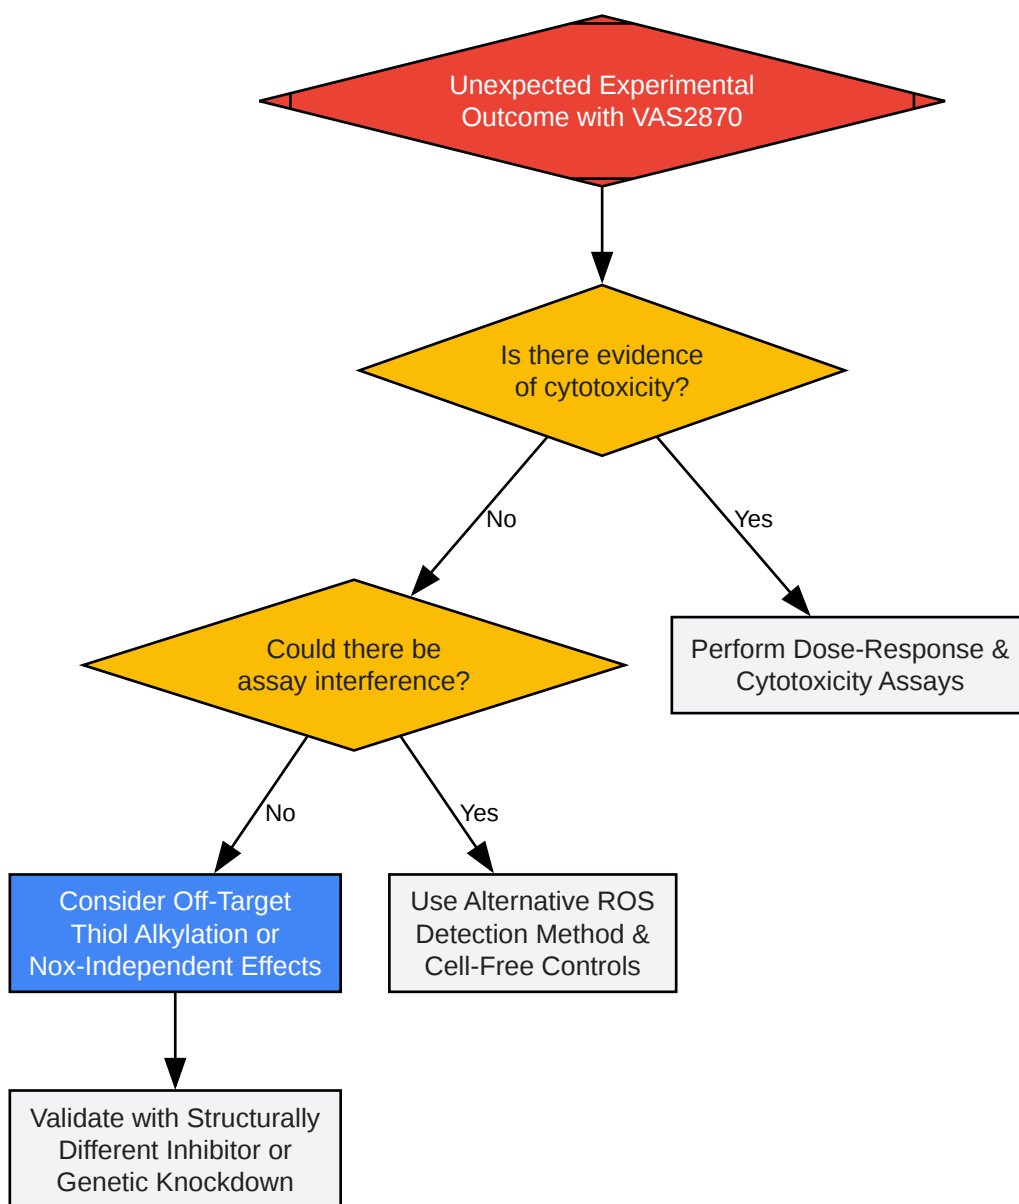 Unexpected Experimental
Outcome with VAS2870
Is there evidence
of cytotoxicity?
No
Yes
Could there be
assay interference?
Perform Dose-Response &
Cytotoxicity Assays
No
Yes
Consider Off-Target
Thiol Alkylation or
Nox-Independent Effects
Use Alternative ROS
Detection Method &
Cell-Free Controls
Validate with Structurally
Different Inhibitor or
Genetic Knockdown